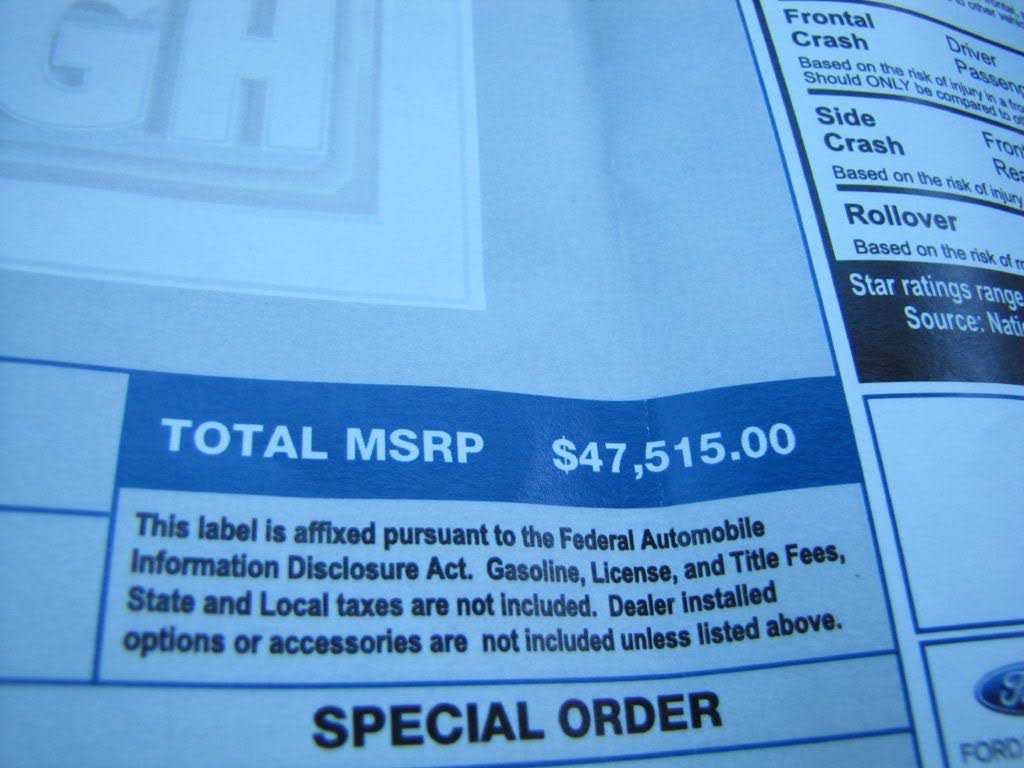 GH
Frontal Driver
Crash
Based on the risk of injury in a
Should ONLY be compared to
Side
Crash
Based on the risk of injury
Rollover
Based on the risk of
Star ratings range
Source:
TOTAL MSRP $47,515.00
This label is affixed pursuant to the Federal Automobile
Information Disclosure Act. Gasoline, License, and Title Fees,
State and Local taxes are not included. Dealer installed
options or accessories are not included unless listed above.
SPECIAL ORDER
FORD